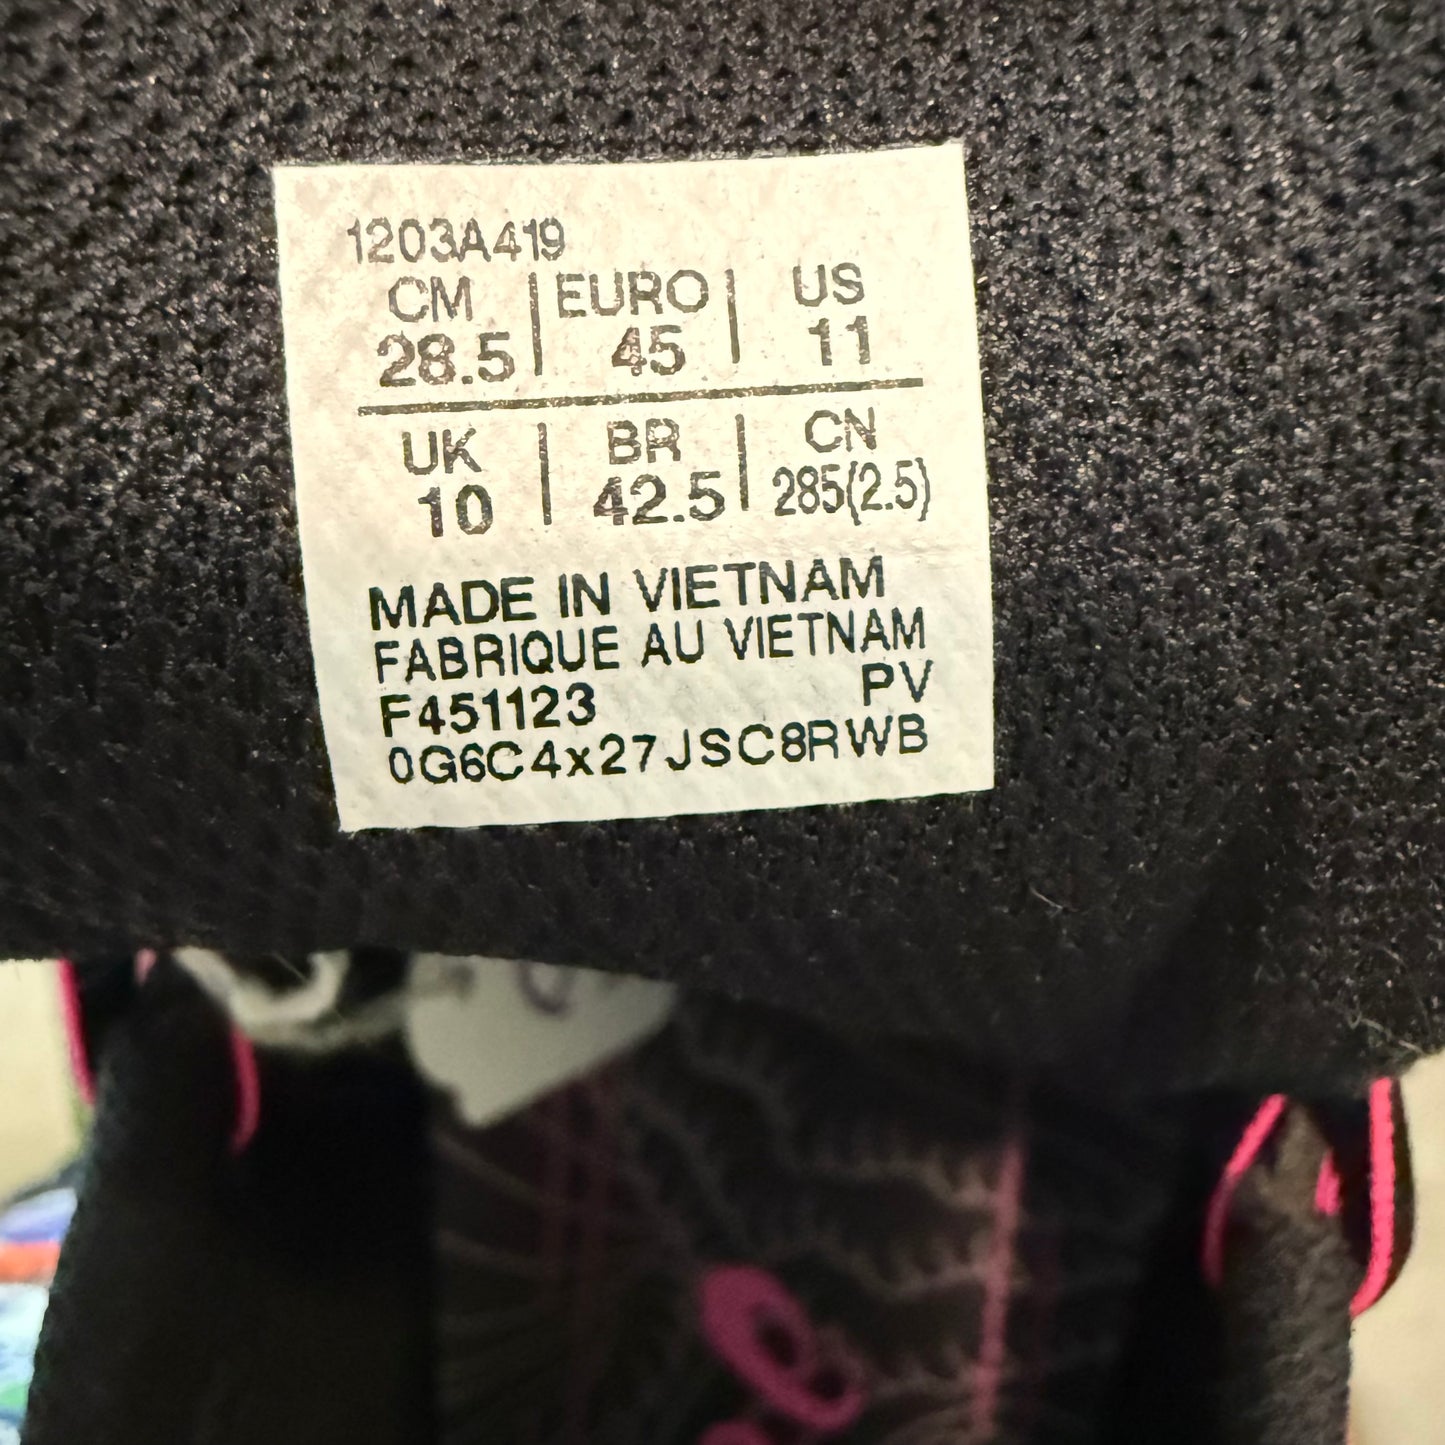 1203A419
CM | EURO | US
28.5 | 45 | 11
UK | BR | CN
10 | 42.5 | 285(2.5)
MADE IN VIETNAM
FABRIQUE AU VIETNAM
F451123 PV
0G6C4x27JSC8RWB